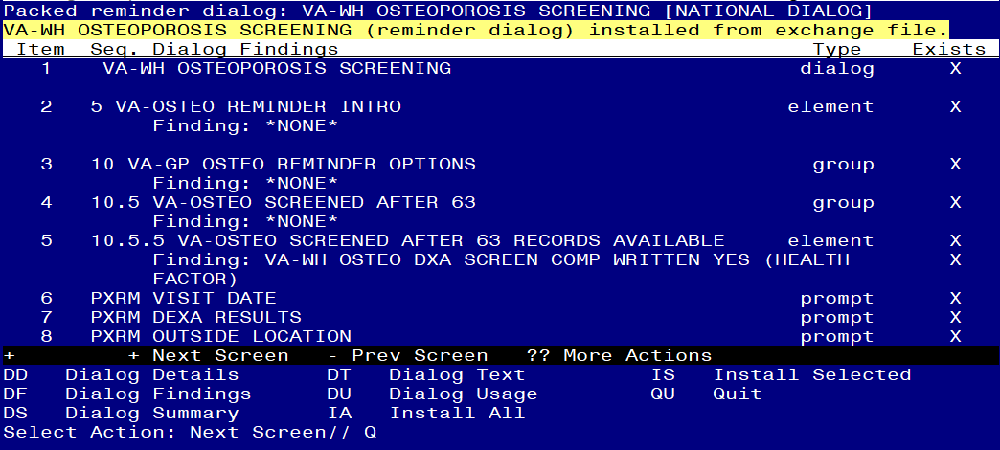 Packed reminder dialog: VA-WH OSTEOPOROSIS SCREENING [NATIONAL DIALOG]
VA-WH OSTEOPOROSIS SCREENING (reminder dialog) installed from exchange file.
Item Seq. Dialog Findings Type Exists
1 VA-WH OSTEOPOROSIS SCREENING dialog X
2 5 VA-OSTEO REMINDER INTRO element X
Finding: *NONE*
3 10 VA-GP OSTEO REMINDER OPTIONS group X
Finding: *NONE* X
4 10.5 VA-OSTEO SCREENED AFTER 63 group X
Finding: *NONE*
5 10.5.5 VA-OSTEO SCREENED AFTER 63 RECORDS AVAILABLE element X
Finding: VA-WH OSTEO DXA SCREEN COMP WRITTEN YES (HEALTH X
FACTOR)
6 PXRM VISIT DATE prompt X
7 PXRM DEXA RESULTS prompt X
8 PXRM OUTSIDE LOCATION prompt X
+ + Next Screen - Prev Screen ?? More Actions
DD Dialog Details DT Dialog Text IS Install Selected
DF Dialog Findings DU Dialog Usage QU Quit
DS Dialog Summary IA Install All
Select Action: Next Screen// Q